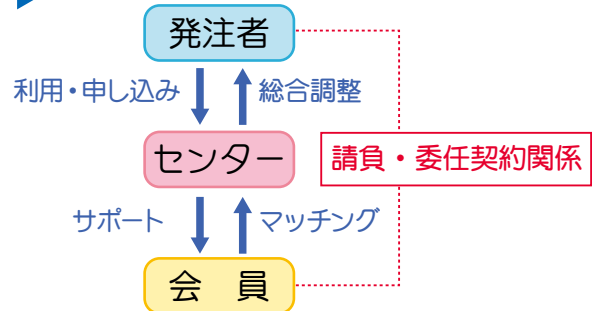 発注者
利用・申し込み
総合調整
センター
請負・委任契約関係
サポート
マッチング
会 員